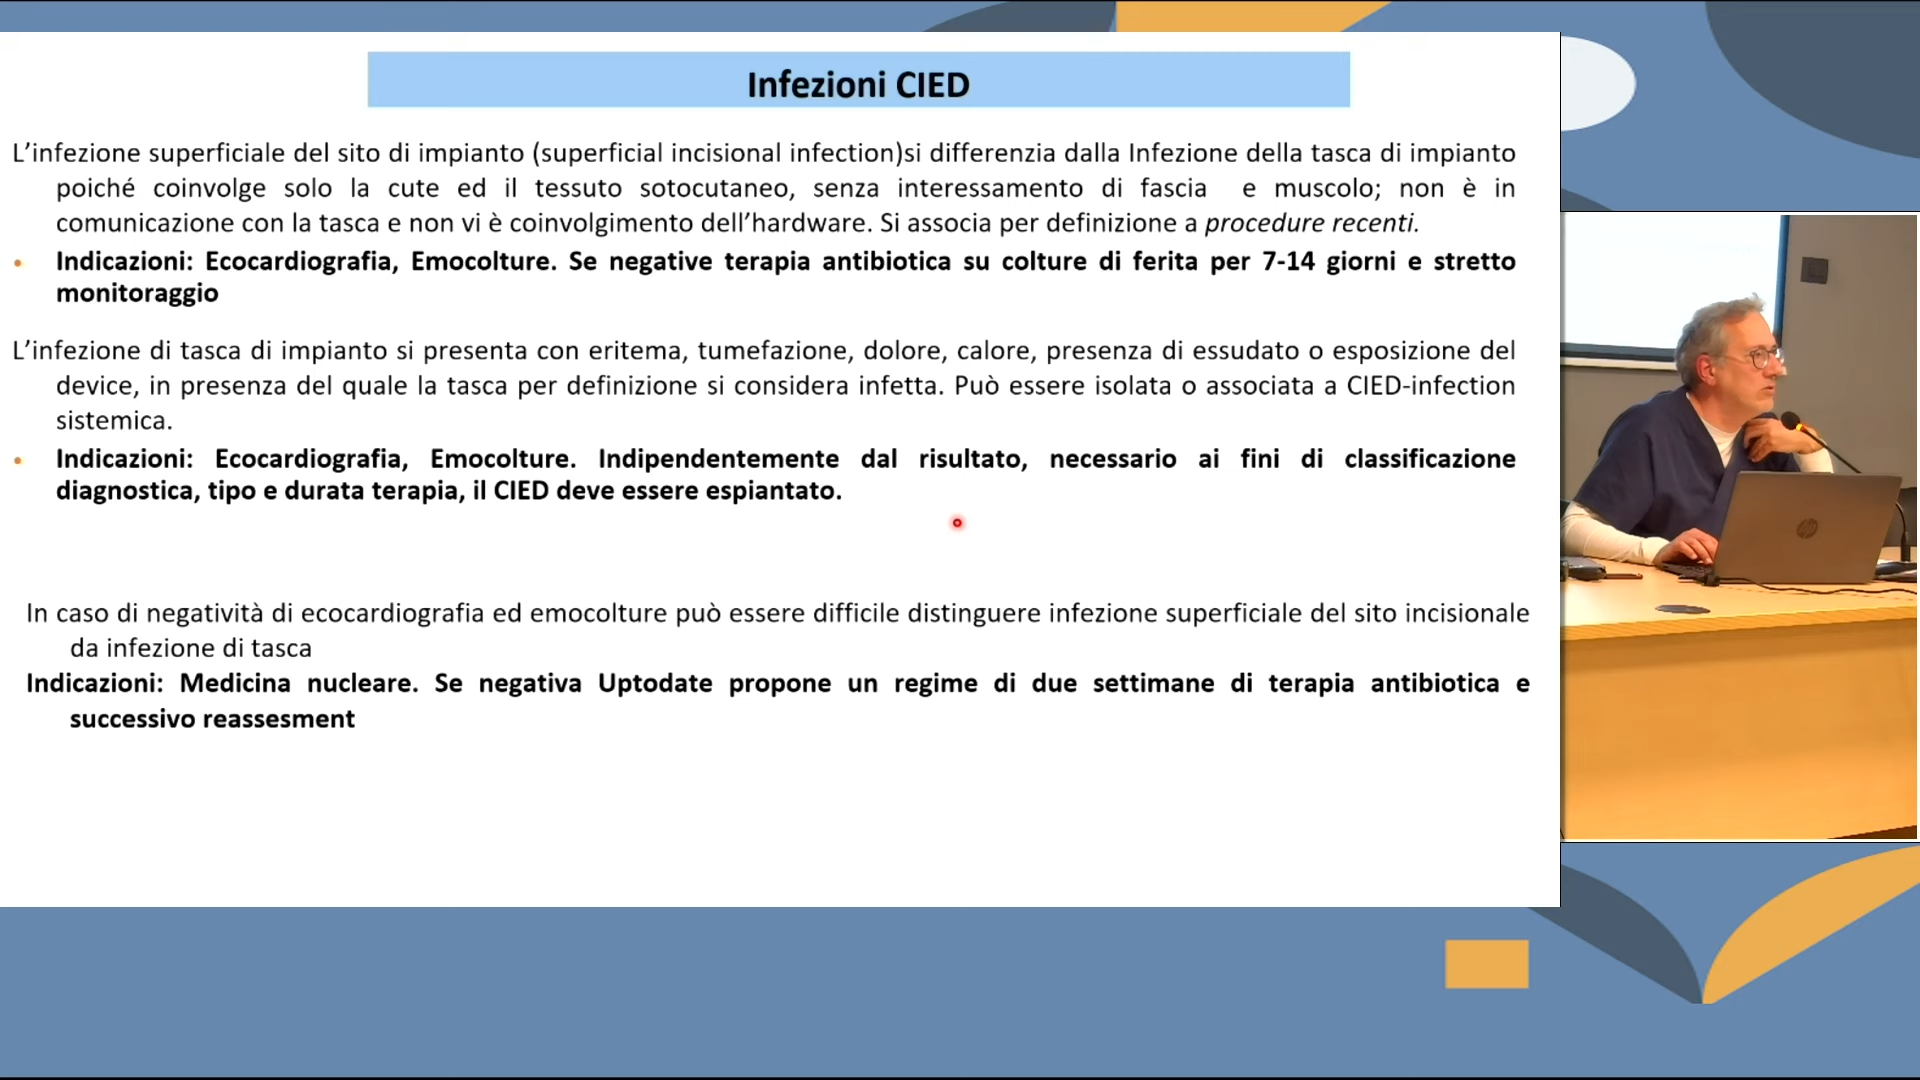 Infezioni CIED
L’infezione superficiale del sito di impianto (superficial incisional infection)si differenzia dalla Infezione della tasca di impianto
poiché coinvolge solo la cute ed il tessuto sotocutaneo, senza interessamento di fascia e muscolo; non è in
comunicazione con la tasca e non vi è coinvolgimento dell’hardware. Si associa per definizione a procedure recenti.
• Indicazioni: Ecocardiografia, Emocolture. Se negative terapia antibiotica su colture di ferita per 7-14 giorni e stretto
monitoraggio
L’infezione di tasca di impianto si presenta con eritema, tumefazione, dolore, calore, presenza di essudato o esposizione del
device, in presenza del quale la tasca per definizione si considera infetta. Può essere isolata o associata a CIED-infection
sistemica.
• Indicazioni: Ecocardiografia, Emocolture. Indipendentemente dal risultato, necessario ai fini di classificazione
diagnostica, tipo e durata terapia, il CIED deve essere espiantato.
In caso di negatività di ecocardiografia ed emocolture può essere difficile distinguere infezione superficiale del sito incisionale
da infezione di tasca
Indicazioni: Medicina nucleare. Se negativa Uptodate propone un regime di due settimane di terapia antibiotica e
successivo reassesment
hp